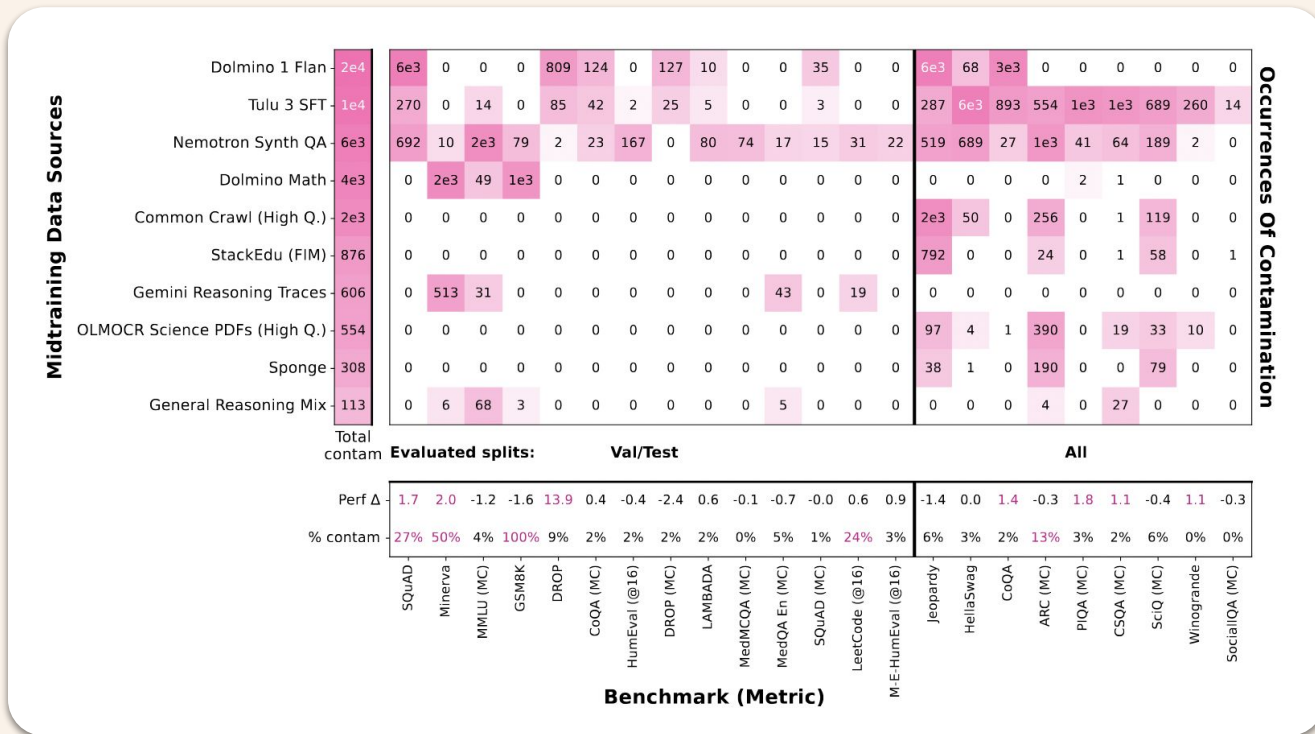 Midtraining Data Sources
Occurrences Of Contamination
Dolmino 1 Flan 2e4 6e3 0 0 0 809 124 0 127 10 0 0 35 0 0 6e3 68 3e3 0 0 0 0 0 0
Tulu 3 SFT 1e4 270 0 14 0 85 42 2 25 5 0 0 3 0 0 287 6e3 893 554 1e3 1e3 689 260 14
Nemotron Synth QA 6e3 692 10 2e3 79 2 23 167 0 80 74 17 15 31 22 519 689 27 1e3 41 64 189 2 0
Dolmino Math 4e3 0 2e3 49 1e3 0 0 0 0 0 0 0 0 0 0 0 0 0 0 2 1 0 0 0
Common Crawl (High Q.) 2e3 0 0 0 0 0 0 0 0 0 0 0 0 0 0 2e3 50 0 256 0 1 119 0 0
StackEdu (FIM) 876 0 0 0 0 0 0 0 0 0 0 0 0 0 0 792 0 0 24 0 1 58 0 1
Gemini Reasoning Traces 606 0 513 31 0 0 0 0 0 0 0 43 0 19 0 0 0 0 0 0 0 0 0 0
OLMOCR Science PDFs (High Q.) 554 0 0 0 0 0 0 0 0 0 0 0 0 0 0 97 4 1 390 0 19 33 10 0
Sponge 308 0 0 0 0 0 0 0 0 0 0 0 0 0 0 38 1 0 190 0 0 79 0 0
General Reasoning Mix 113 0 6 68 3 0 0 0 0 0 0 5 0 0 0 0 0 0 4 0 27 0 0 0
Total
contam
Evaluated splits: Val/Test All
Perf Δ 1.7 2.0 -1.2 -1.6 13.9 0.4 -0.4 -2.4 0.6 -0.1 -0.7 -0.0 0.6 0.9 -1.4 0.0 1.4 -0.3 1.8 1.1 -0.4 1.1 -0.3
% contam 27% 50% 4% 100% 9% 2% 2% 2% 2% 0% 5% 1% 24% 3% 6% 3% 2% 13% 3% 2% 6% 0% 0%
SQuAD
Minerva
MMLU (MC)
GSM8K
DROP
CoQA (MC)
HumEval (@16)
DROP (MC)
LAMBADA
MedMCQA (MC)
MedQA En (MC)
SQuAD (MC)
LeetCode (@16)
M-E-HumEval (@16)
Jeopardy
HellaSwag
CoQA
ARC (MC)
PIQA (MC)
CSQA (MC)
SciQ (MC)
Winogrande
SocialIQA (MC)
Benchmark (Metric)